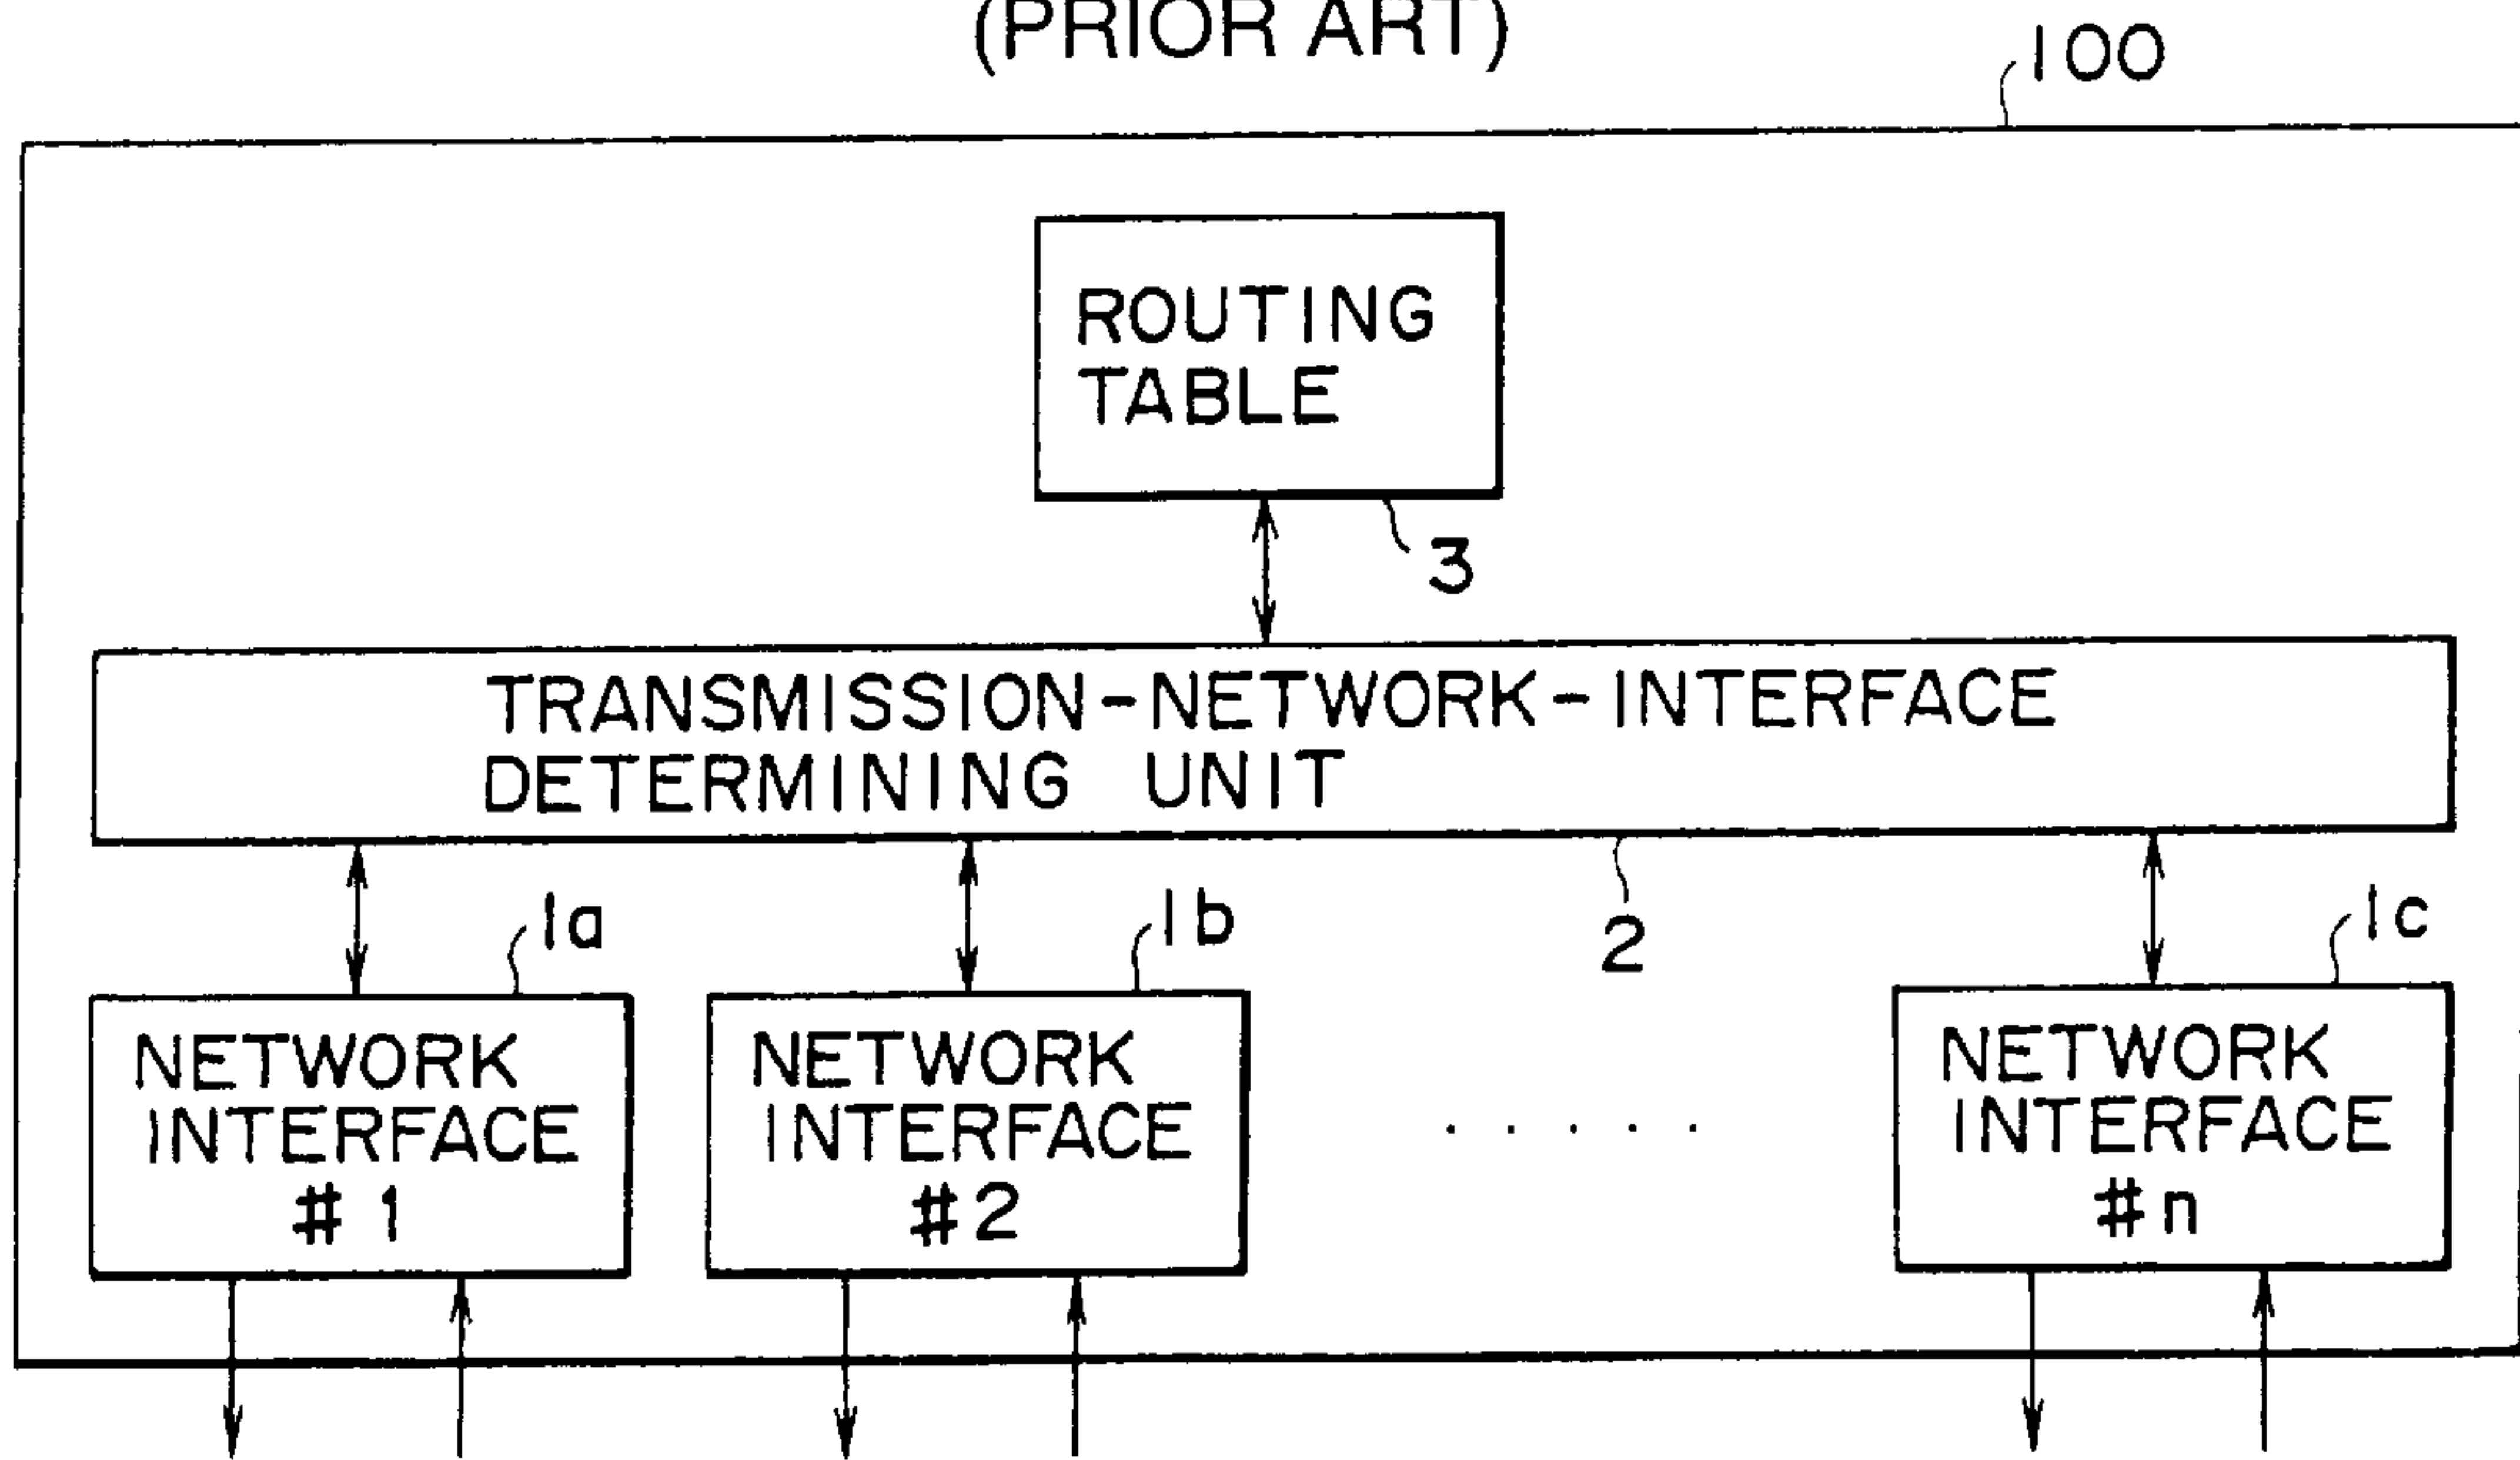 (PRIOR ART)
100
ROUTING
TABLE
3
TRANSMISSION-NETWORK-INTERFACE
DETERMINING UNIT
1a
1b
2
1c
NETWORK
INTERFACE
#1
NETWORK
INTERFACE
#2
.....
NETWORK
INTERFACE
#n